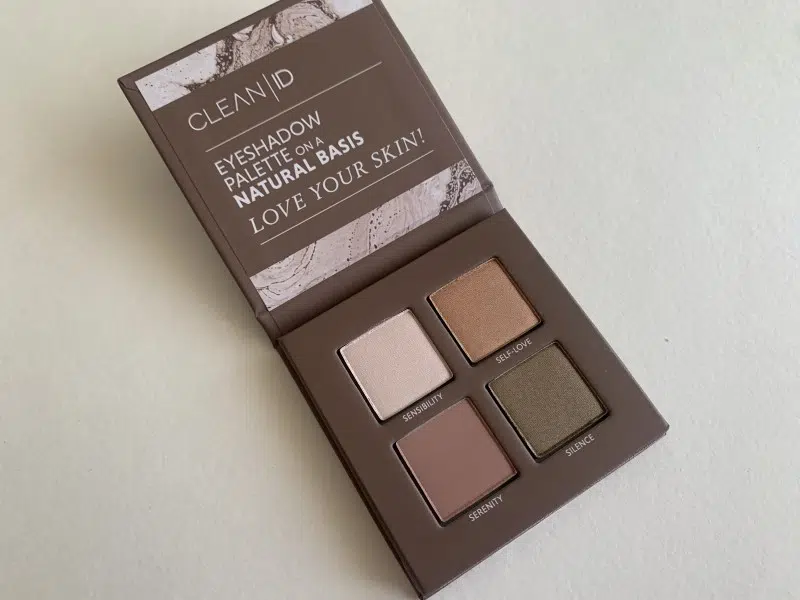 CLEAN|ID
EYESHADOW
PALETTE ON A
NATURAL BASIS
LOVE YOUR SKIN!
SELF-LOVE
SENSIBILITY
SILENCE
SERENITY